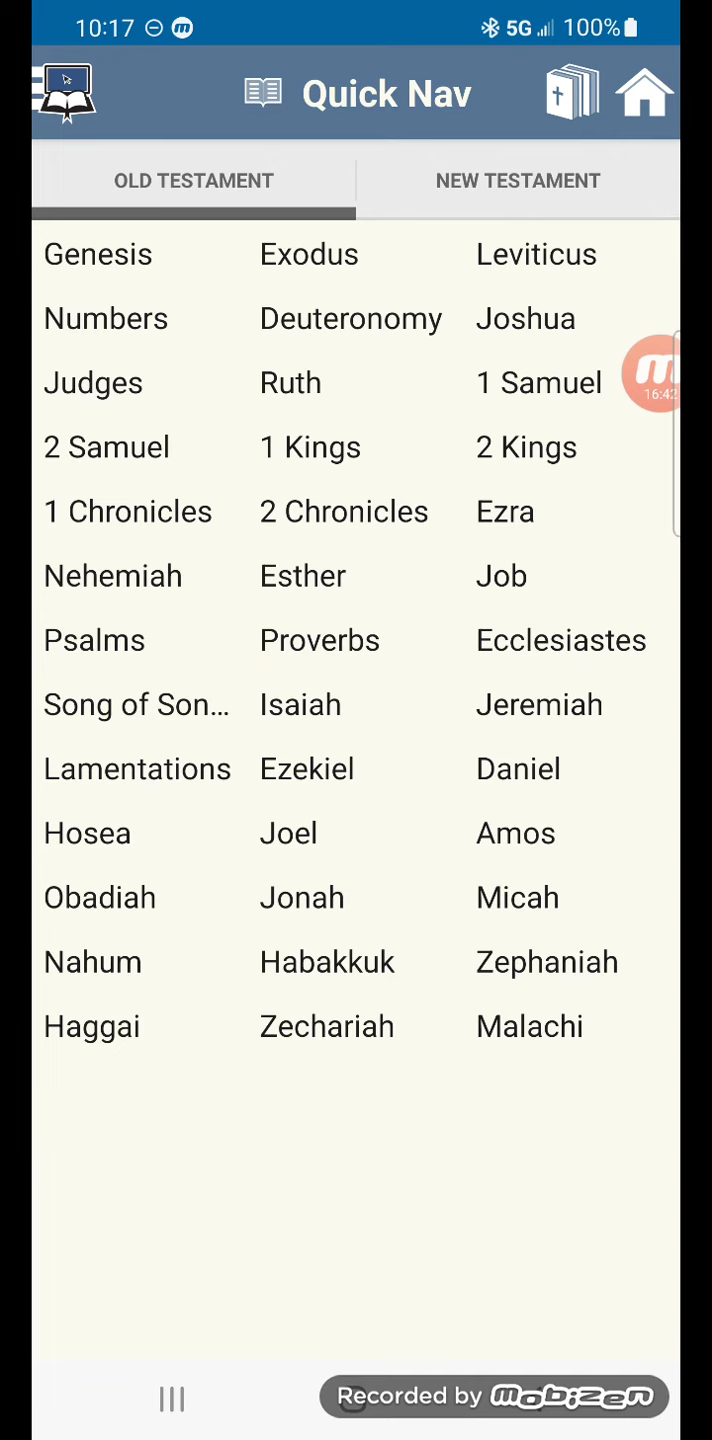 10:17 5G 100%
Quick Nav
OLD TESTAMENT NEW TESTAMENT
Genesis Exodus Leviticus
Numbers Deuteronomy Joshua
Judges Ruth 1 Samuel
16:42
2 Samuel 1 Kings 2 Kings
1 Chronicles 2 Chronicles Ezra
Nehemiah Esther Job
Psalms Proverbs Ecclesiastes
Song of Son... Isaiah Jeremiah
Lamentations Ezekiel Daniel
Hosea Joel Amos
Obadiah Jonah Micah
Nahum Habakkuk Zephaniah
Haggai Zechariah Malachi
Recorded by mobizen